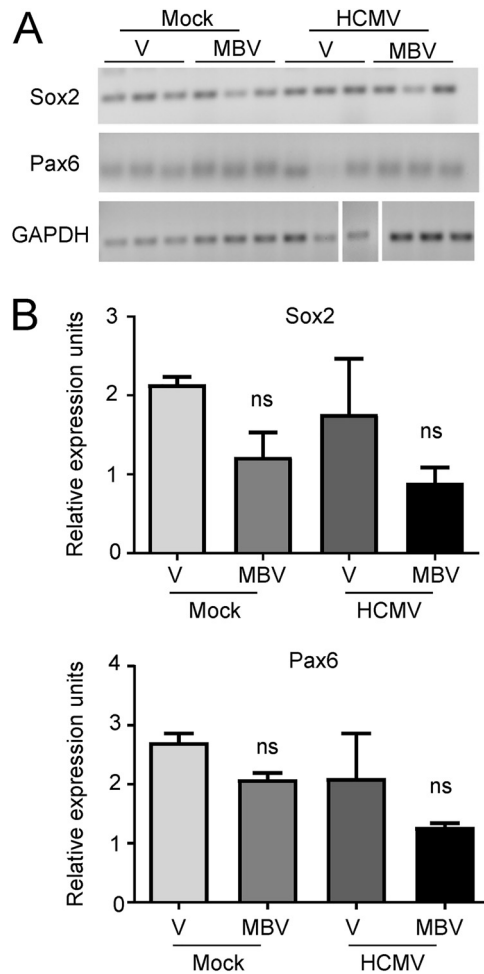 A
Mock HCMV
V MBV V MBV
Sox2
Pax6
GAPDH
B
Sox2
Relative expression units
3
2
1
0
ns
ns
V MBV V MBV
Mock HCMV
Pax6
Relative expression units
4
3
2
1
0
ns
ns
V MBV V MBV
Mock HCMV